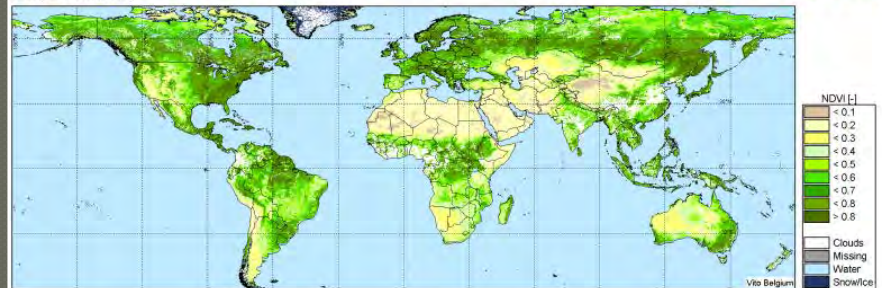 NDVI [-]
< 0.1
< 0.2
< 0.3
< 0.4
< 0.5
< 0.6
< 0.7
< 0.8
> 0.8
Clouds
Missing
Water
Snow/Ice
Vito Belgium